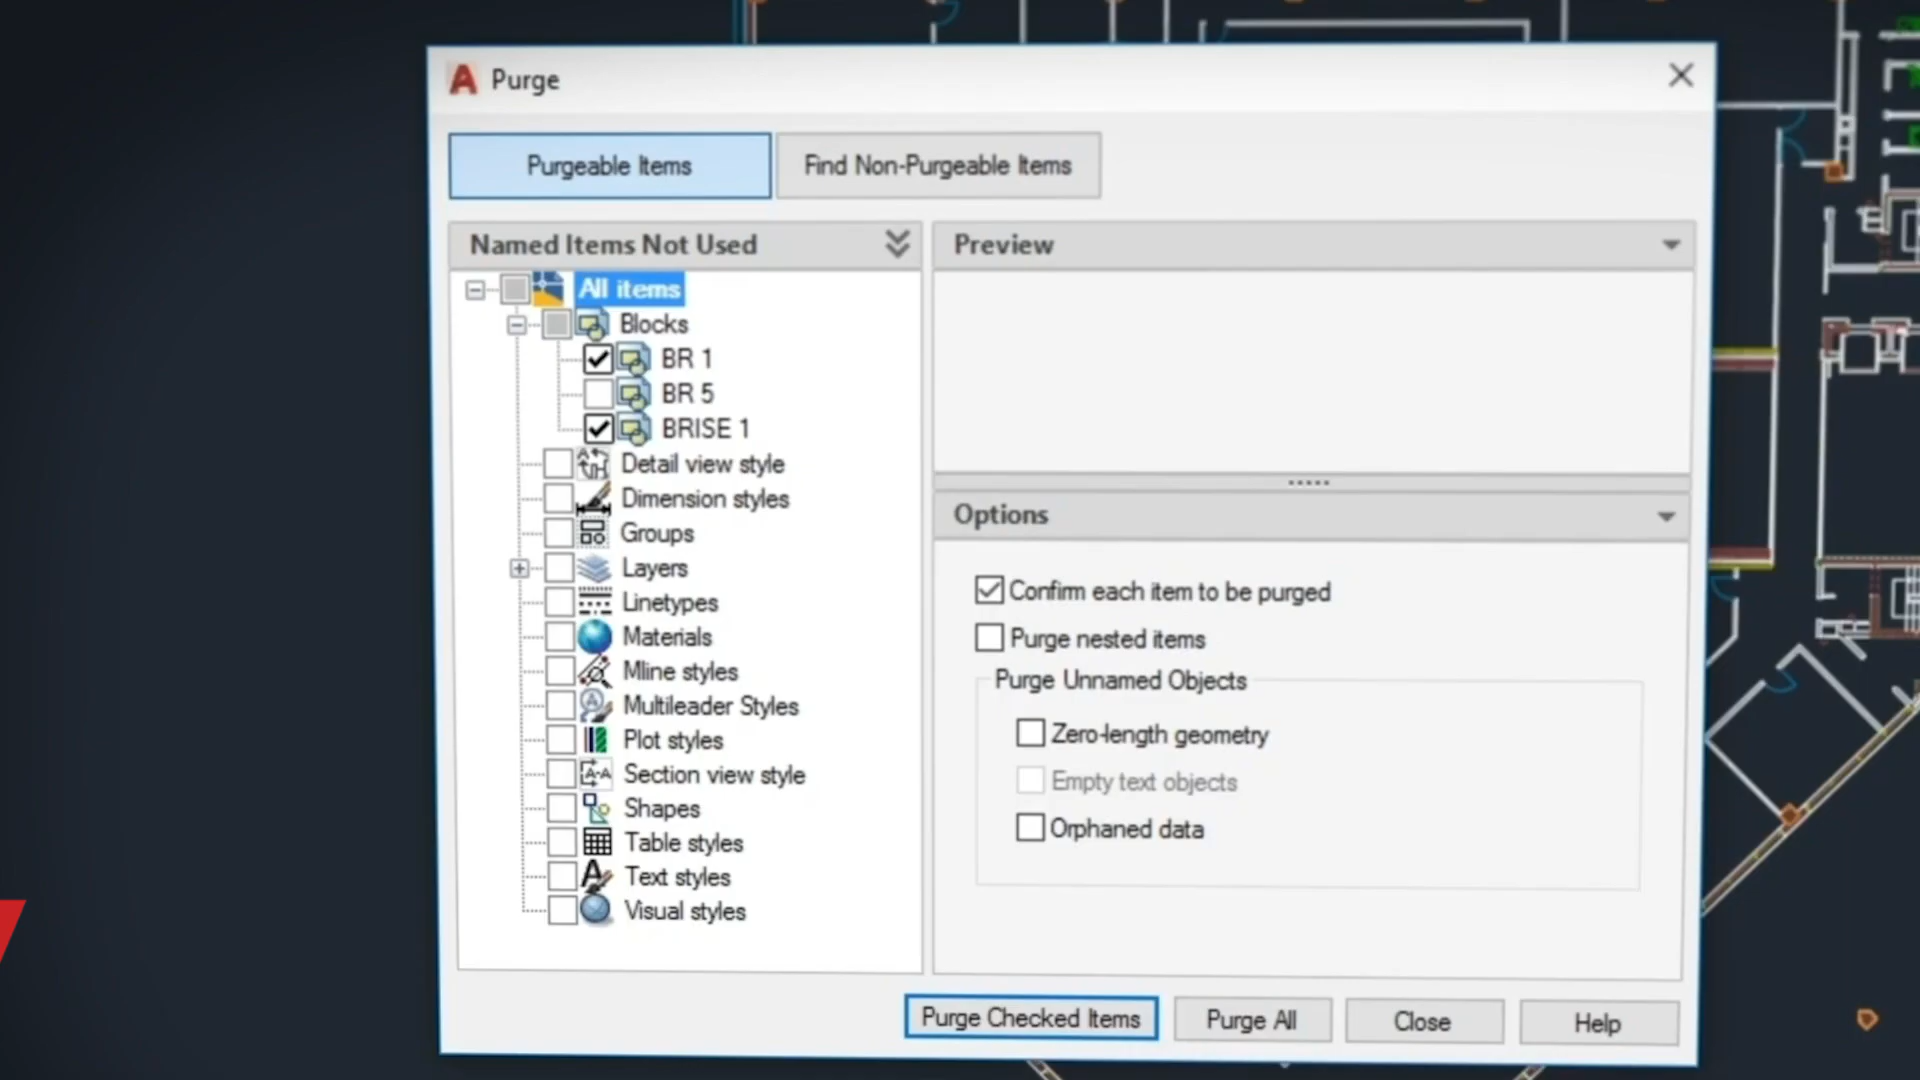 Purge
Purgeable Items
Find Non-Purgeable Items
Named Items Not Used
All items
Blocks
BR 1
BR 5
BRISE 1
Detail view style
Dimension styles
Groups
Layers
Linetypes
Materials
Mline styles
Multileader Styles
Plot styles
Section view style
Shapes
Table styles
Text styles
Visual styles
Preview
Options
Confirm each item to be purged
Purge nested items
Purge Unnamed Objects
Zero-length geometry
Empty text objects
Orphaned data
Purge Checked Items
Purge All
Close
Help